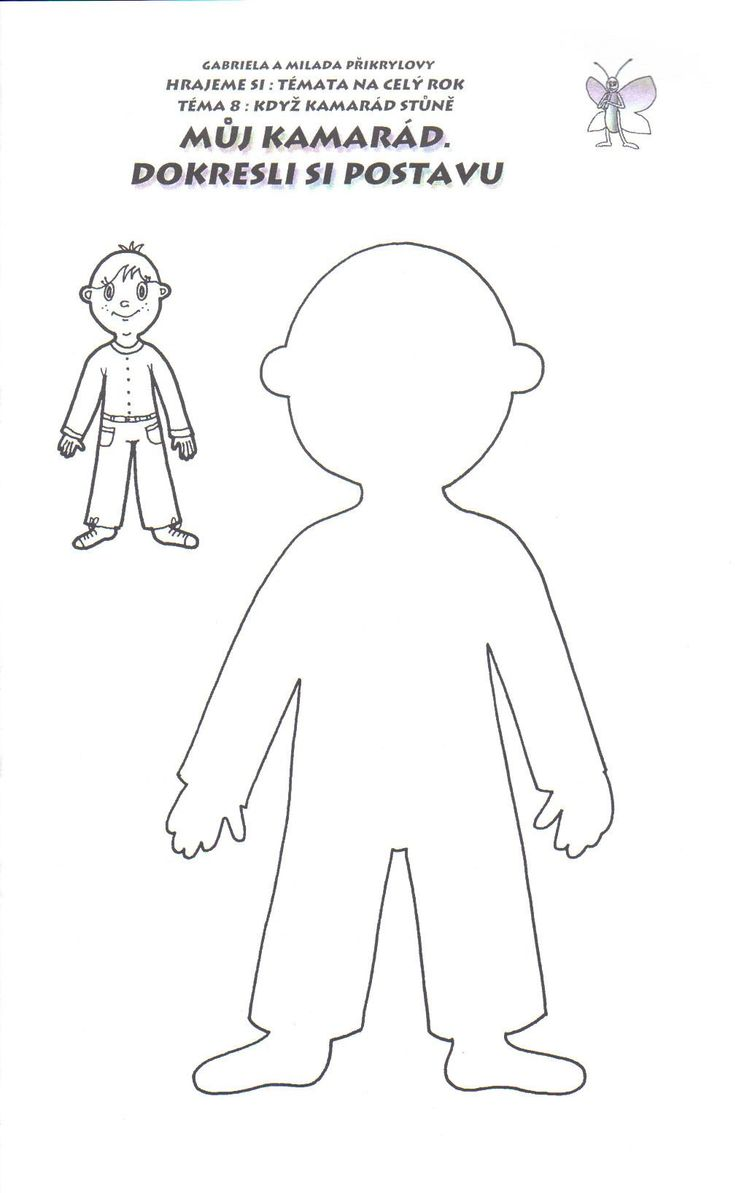 GABRIELA A MILADA PŘIKRYLOVY
HRAJEME SI : TÉMATA NA CELÝ ROK
TÉMA 8 : KDYŽ KAMARÁD STŮNĚ
MŮJ KAMARÁD.
DOKRESLI SI POSTAVU